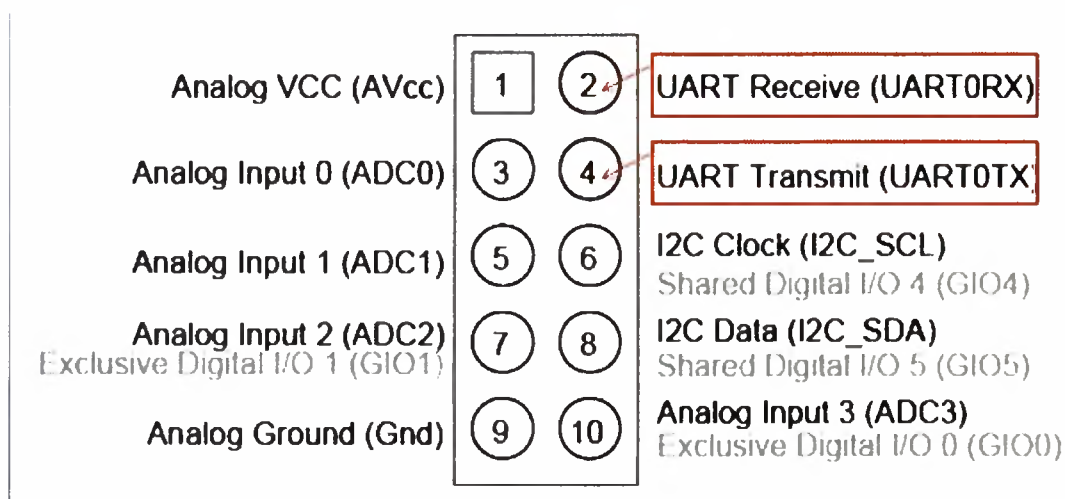 Analog VCC (AVcc) 1 2 UART Receive (UART0RX)
Analog Input 0 (ADC0) 3 4 UART Transmit (UART0TX)
Analog Input 1 (ADC1) 5 6 I2C Clock (I2C_SCL)
Shared Digital I/O 4 (GIO4)
Analog Input 2 (ADC2) 7 8 I2C Data (I2C_SDA)
Exclusive Digital I/O 1 (GIO1) Shared Digital I/O 5 (GIO5)
Analog Ground (Gnd) 9 10 Analog Input 3 (ADC3)
Exclusive Digital I/O 0 (GIO0)